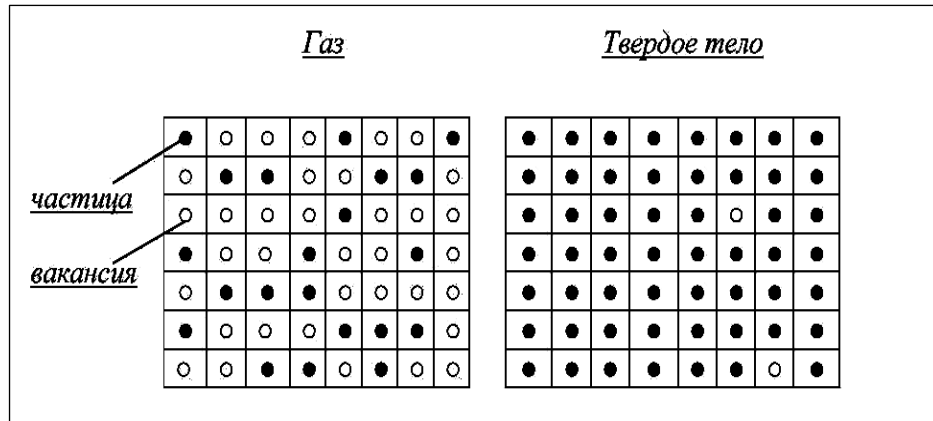 Газ
Твердое тело
частица
вакансия